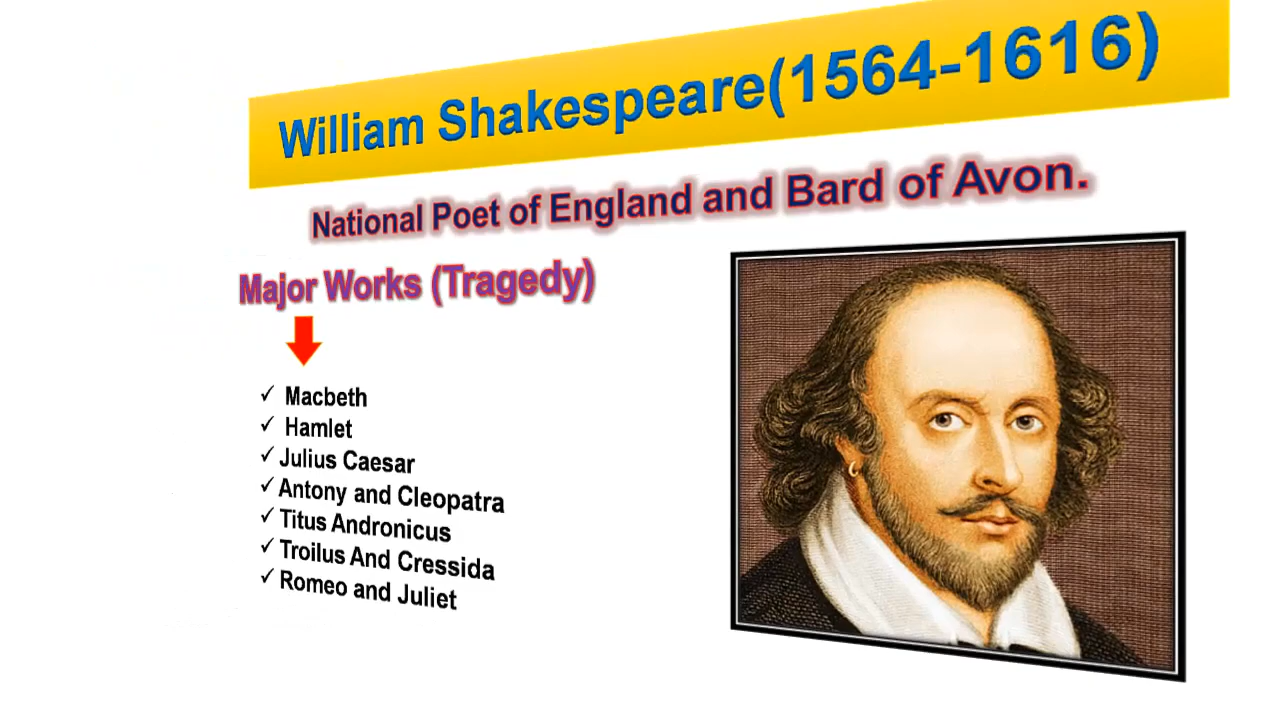 William Shakespeare(1564-1616)
National Poet of England and Bard of Avon.
Major Works (Tragedy)
✓ Macbeth
✓ Hamlet
✓ Julius Caesar
✓ Antony and Cleopatra
✓ Titus Andronicus
✓ Troilus And Cressida
✓ Romeo and Juliet